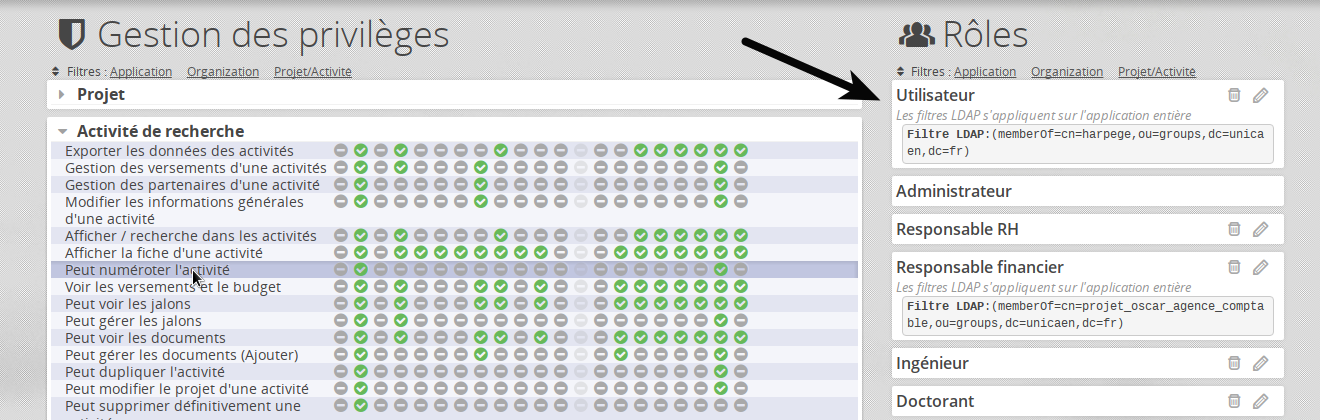 Gestion des privilèges
Filtres : Application Organization Projet/Activité
Projet
Activité de recherche
Exporter les données des activités
Gestion des versements d'une activités
Gestion des partenaires d'une activité
Modifier les informations générales
d'une activité
Afficher / recherche dans les activités
Afficher la fiche d'une activité
Peut numéroter l'activité
Voir les versements et le budget
Peut voir les jalons
Peut gérer les jalons
Peut voir les documents
Peut gérer les documents (Ajouter)
Peut dupliquer l'activité
Peut modifier le projet d'une activité
Peut supprimer définitivement une
Rôles
Filtres : Application Organization Projet/Activité
Utilisateur
Les filtres LDAP s'appliquent sur l'application entière
Filtre LDAP:(memberOf=cn=harpege,ou=groups,dc=unica
en,dc=fr)
Administrateur
Responsable RH
Responsable financier
Les filtres LDAP s'appliquent sur l'application entière
Filtre LDAP:(memberOf=cn=projet_oscar_agence_compta
ble,ou=groups,dc=unicaen,dc=fr)
Ingénieur
Doctorant